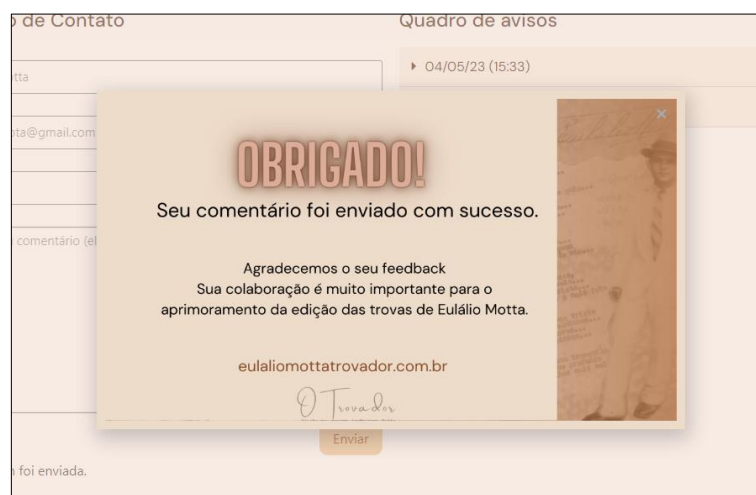 o de Contato
Quadro de avisos
otta
04/05/23 (15:33)
ota@gmail.com
comentário (el
OBRIGADO!
Seu comentário foi enviado com sucesso.
Agradecemos o seu feedback
Sua colaboração é muito importante para o
aprimoramento da edição das trovas de Eulálio Motta.
eulaliomottatrovador.com.br
O Trovador
Enviar
foi enviada.